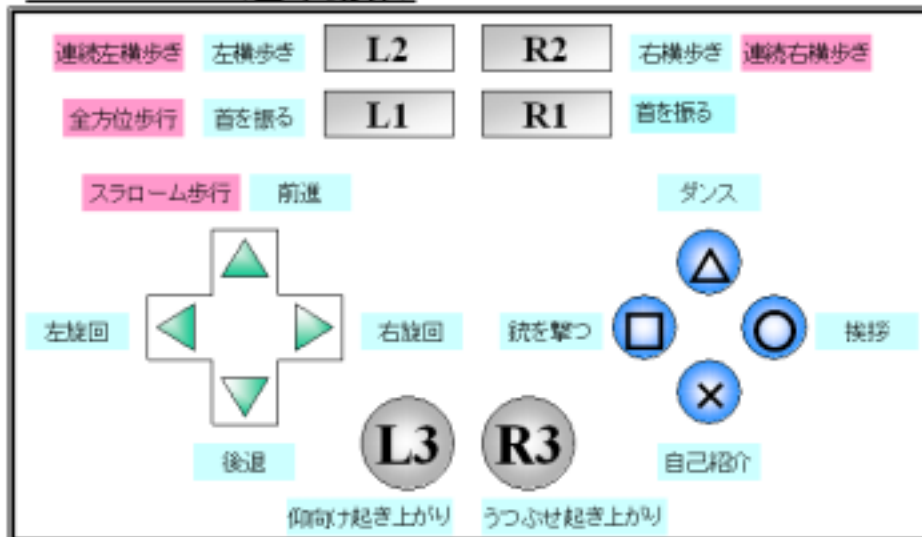 連続左横歩き 左横歩き L2 R2 右横歩き 連続右横歩き
全方位歩行 首を振る L1 R1 首を振る
スラローム歩行 前進 ダンス
左旋回 右旋回 銃を撃つ 挨拶
後退 L3 R3 自己紹介
仰向け起き上がり うつぶせ起き上がり